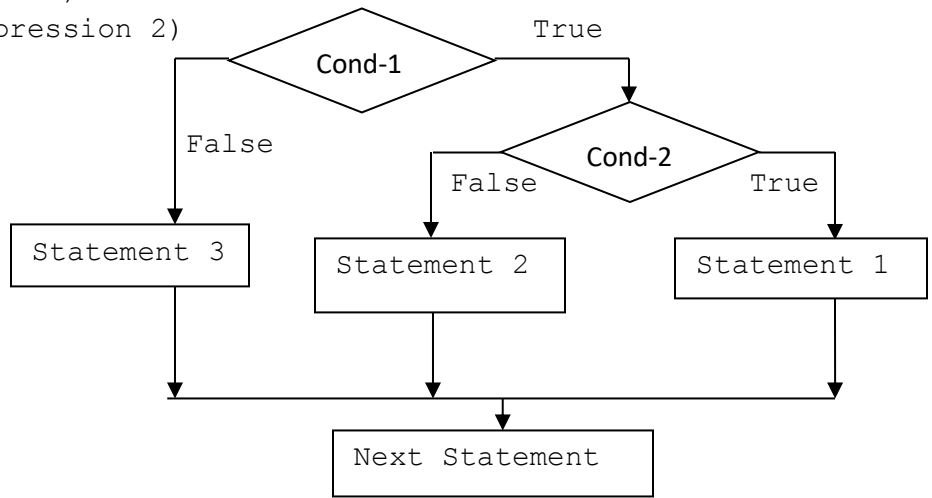 pression 2)
True
Cond-1
False
Cond-2
False
True
Statement 3
Statement 2
Statement 1
Next Statement